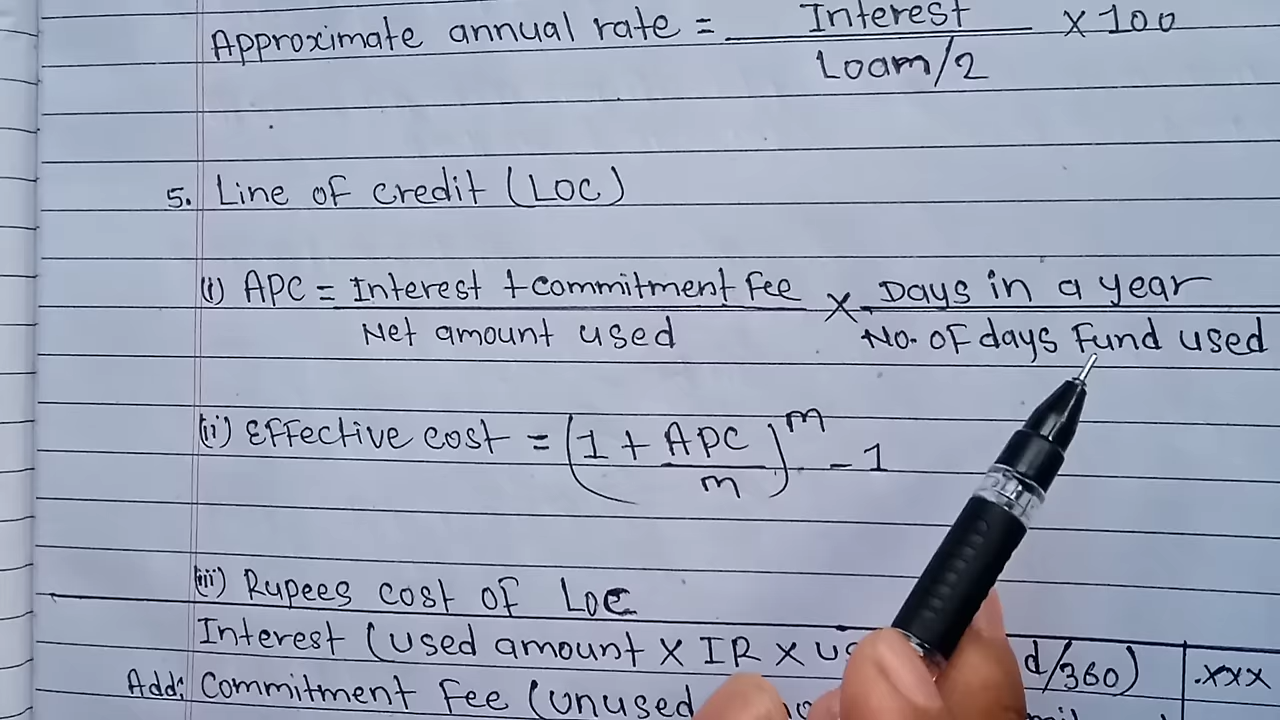 Approximate annual rate = Interest / Loam/2 × 100
5. Line of credit (LOC)
(i) APC = Interest + commitment Fee / Net amount used × Days in a year / No. of days Fund used
(ii) Effective cost = (1 + APC/m)^m - 1
(iii) Rupees cost of LOC
Interest (used amount × IR × d/360) .xxx
Add: Commitment Fee (unused